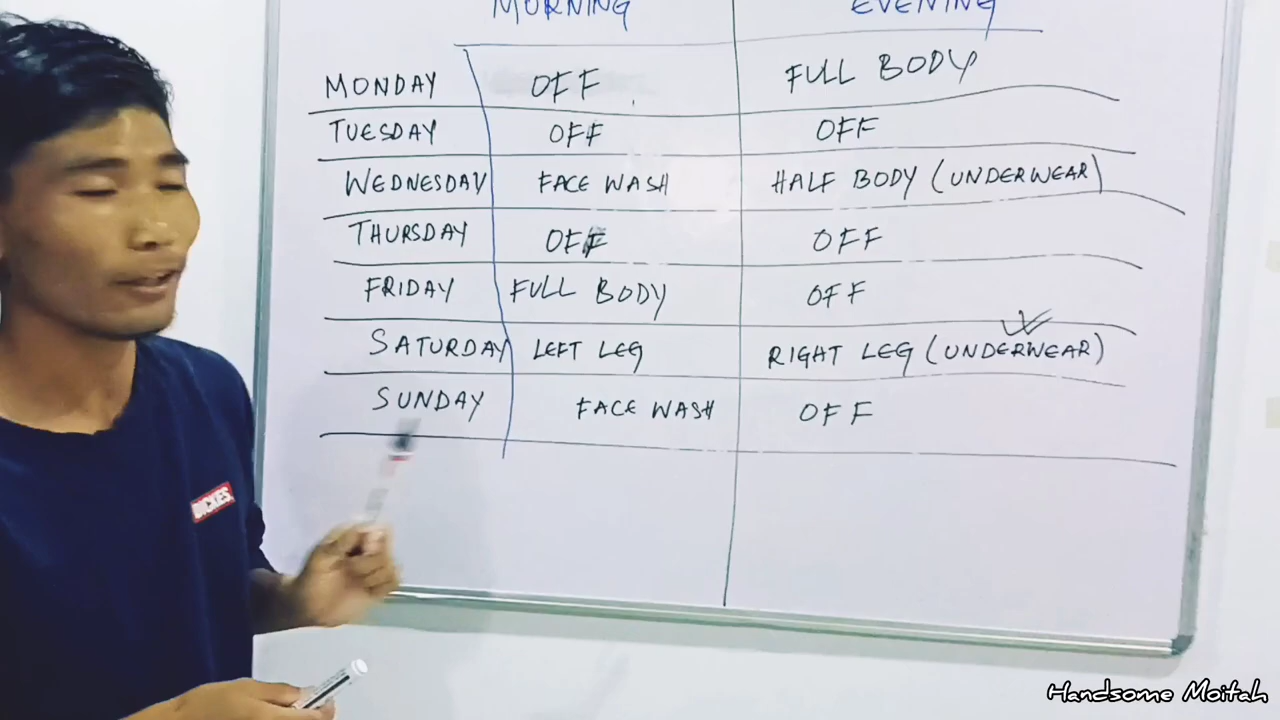 MORNING EVENING
MONDAY OFF FULL BODY
TUESDAY OFF OFF
WEDNESDAY FACE WASH HALF BODY (UNDERWEAR)
THURSDAY OFF OFF
FRIDAY FULL BODY OFF
SATURDAY LEFT LEG RIGHT LEG (UNDERWEAR)
SUNDAY FACE WASH OFF
DICKIES
Handsome Moitah